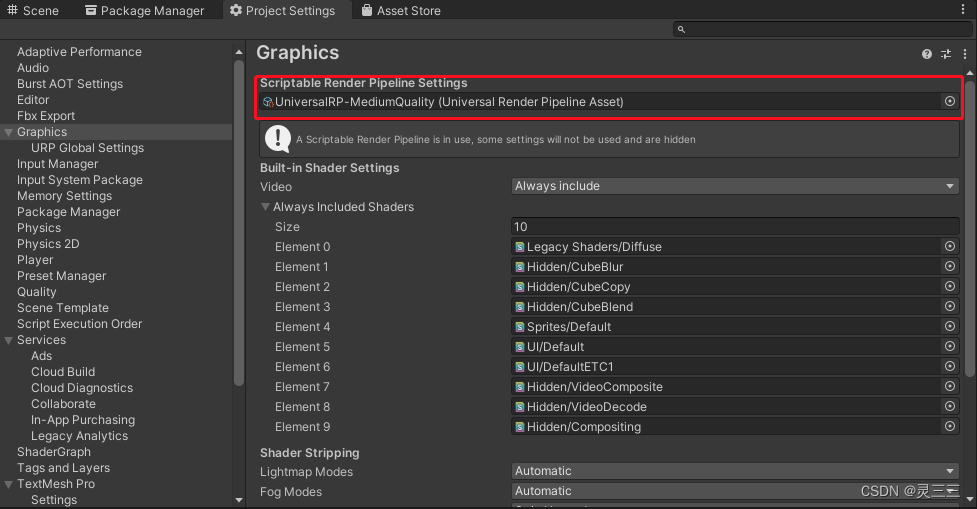 Scene
Package Manager
Project Settings
Asset Store
Adaptive Performance
Audio
Burst AOT Settings
Editor
Fbx Export
Graphics
URP Global Settings
Input Manager
Input System Package
Memory Settings
Package Manager
Physics
Physics 2D
Player
Preset Manager
Quality
Scene Template
Script Execution Order
Services
Ads
Cloud Build
Cloud Diagnostics
Collaborate
In-App Purchasing
Legacy Analytics
ShaderGraph
Tags and Layers
TextMesh Pro
Settings
Graphics
Scriptable Render Pipeline Settings
UniversalRP-MediumQuality (Universal Render Pipeline Asset)
A Scriptable Render Pipeline is in use, some settings will not be used and are hidden
Built-in Shader Settings
Video Always include
Always Included Shaders
Size 10
Element 0 Legacy Shaders/Diffuse
Element 1 Hidden/CubeBlur
Element 2 Hidden/CubeCopy
Element 3 Hidden/CubeBlend
Element 4 Sprites/Default
Element 5 UI/Default
Element 6 UI/DefaultETC1
Element 7 Hidden/VideoComposite
Element 8 Hidden/VideoDecode
Element 9 Hidden/Compositing
Shader Stripping
Lightmap Modes Automatic
Fog Modes Automatic
CSDN @灵三三